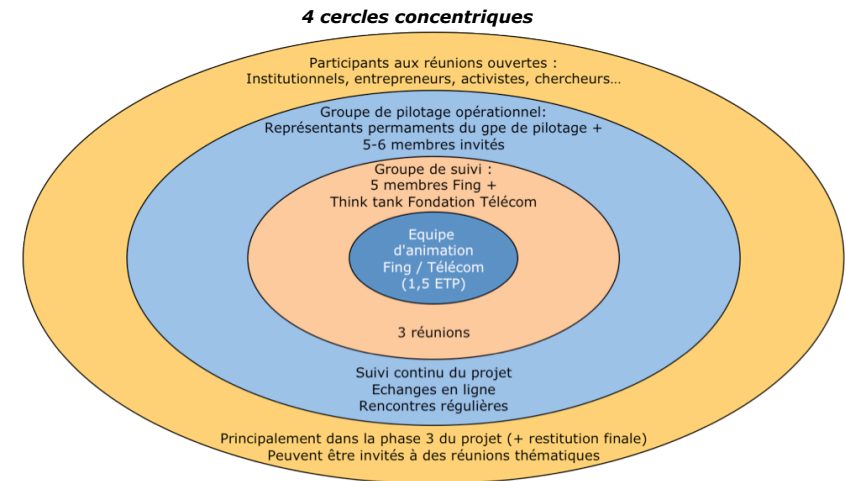 4 cercles concentriques
Participants aux réunions ouvertes :
Institutionnels, entrepreneurs, activistes, chercheurs…
Groupe de pilotage opérationnel:
Représentants permaments du gpe de pilotage +
5-6 membres invités
Groupe de suivi :
5 membres Fing +
Think tank Fondation Télécom
Equipe
d'animation
Fing / Télécom
(1,5 ETP)
3 réunions
Suivi continu du projet
Echanges en ligne
Rencontres régulières
Principalement dans la phase 3 du projet (+ restitution finale)
Peuvent être invités à des réunions thématiques